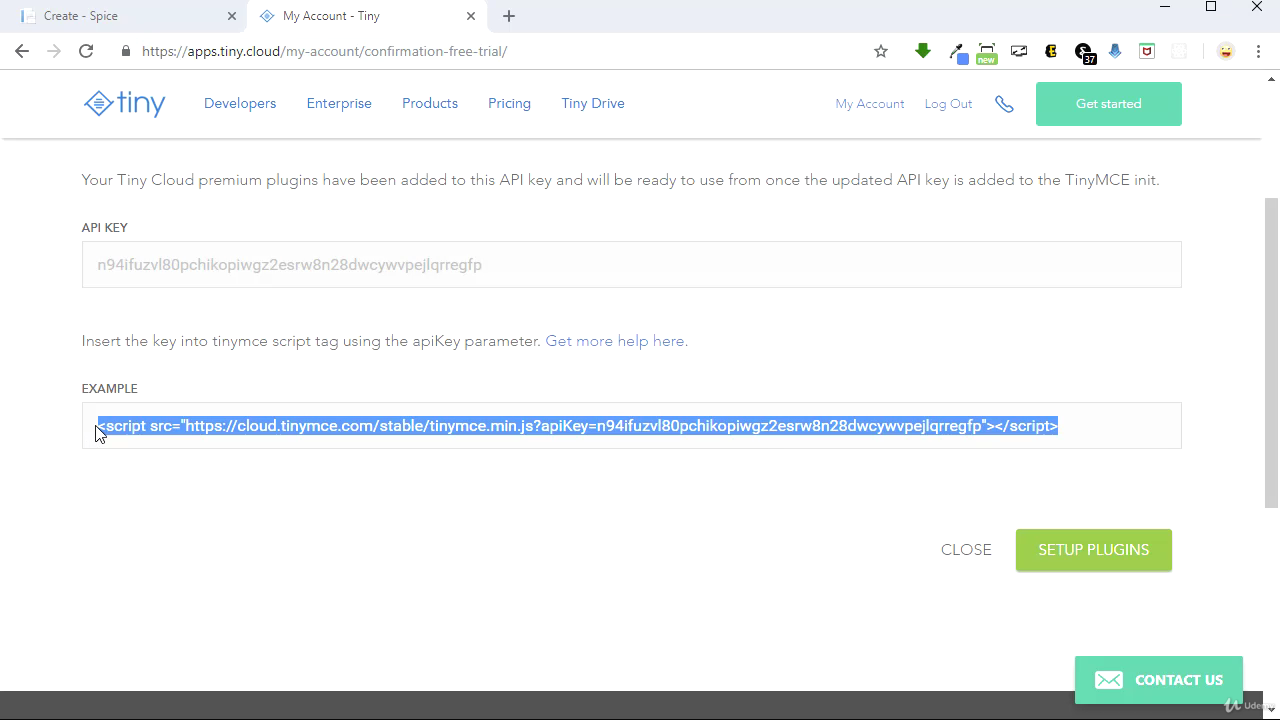 Create - Spice
My Account - Tiny
https://apps.tiny.cloud/my-account/confirmation-free-trial/
new
37
tiny
Developers
Enterprise
Products
Pricing
Tiny Drive
My Account
Log Out
Get started
Your Tiny Cloud premium plugins have been added to this API key and will be ready to use from once the updated API key is added to the TinyMCE init.
API KEY
n94ifuzvl80pchikopiwgz2esrw8n28dwcywvpejlqrregfp
Insert the key into tinymce script tag using the apiKey parameter. Get more help here.
EXAMPLE
<script src="https://cloud.tinymce.com/stable/tinymce.min.js?apiKey=n94ifuzvl80pchikopiwgz2esrw8n28dwcywvpejlqrregfp"></script>
CLOSE
SETUP PLUGINS
CONTACT US